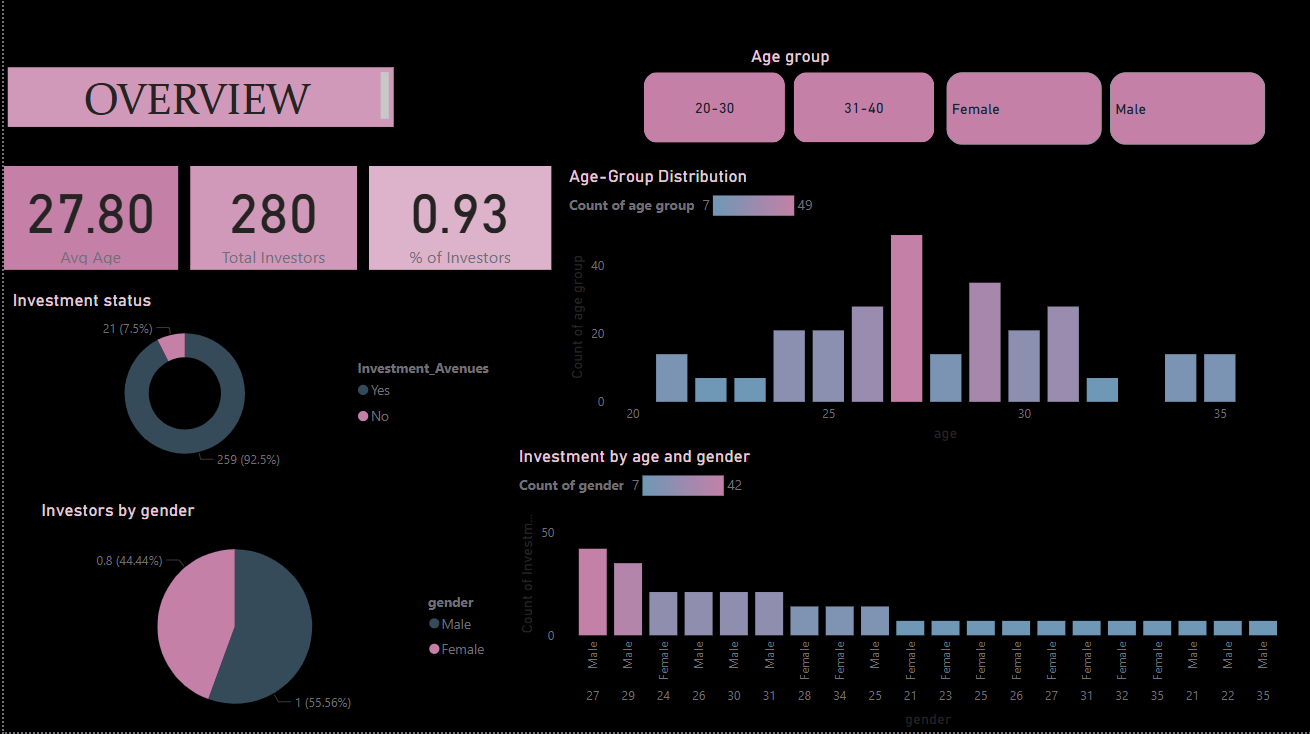 OVERVIEW
Age group
20-30
31-40
Female
Male
27.80
Avg Age
280
Total Investors
0.93
% of Investors
Age-Group Distribution
Count of age group 7 49
Count of age group
40
20
0
20 25 30 35
age
Investment status
21 (7.5%)
259 (92.5%)
Investment_Avenues
Yes
No
Investment by age and gender
Count of gender 7 42
Count of Investm...
50
0
Male Male Female Male Male Male Female Female Male Female Female Female Female Female Female Female Female Male Male Male
27 29 24 26 30 31 28 34 25 21 23 25 26 27 31 32 35 21 22 35
gender
Investors by gender
0.8 (44.44%)
1 (55.56%)
gender
Male
Female